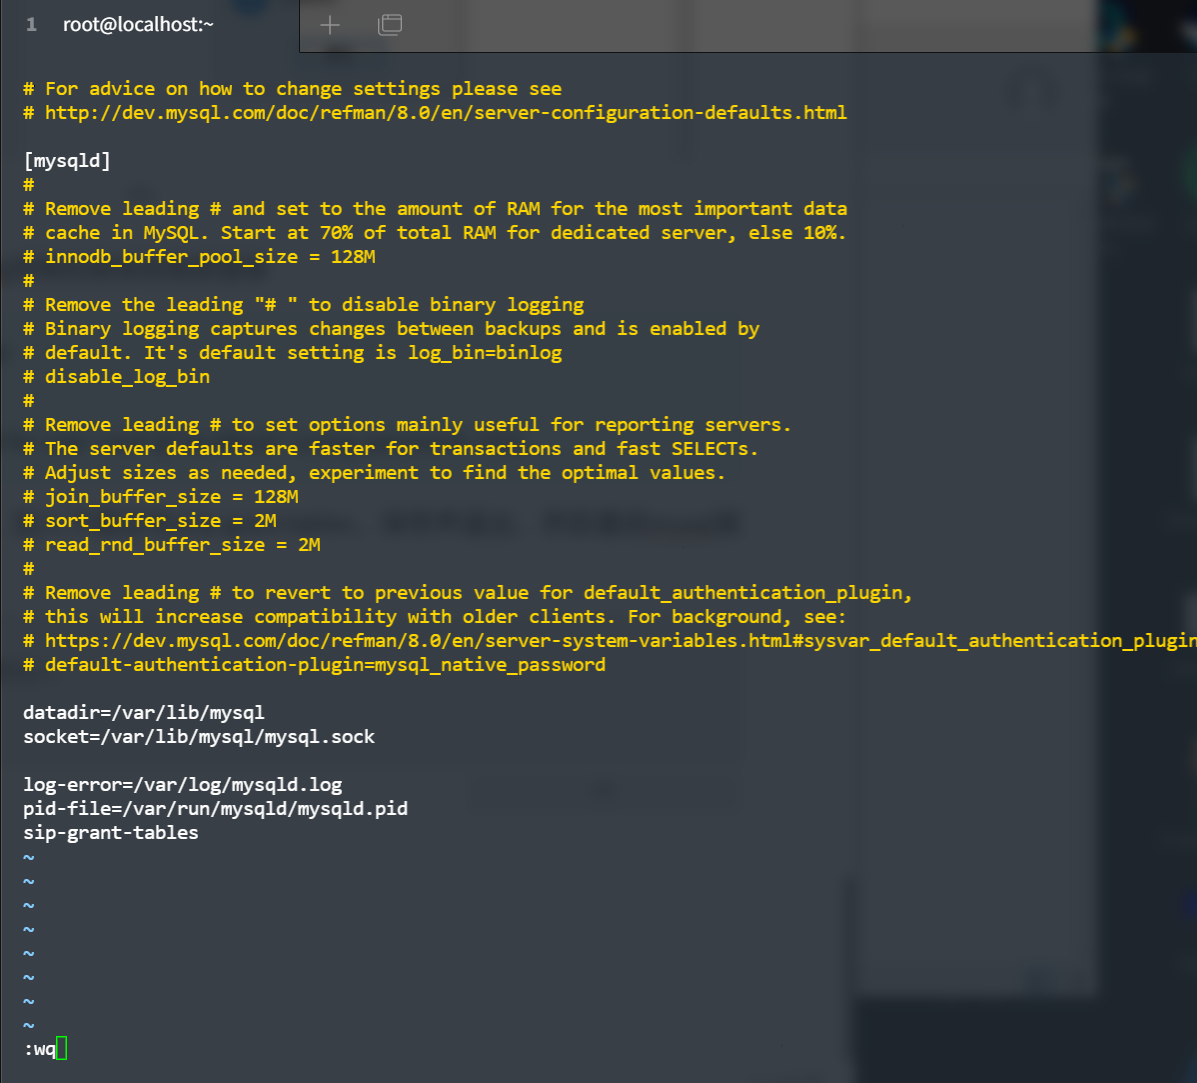 1 root@localhost:~
# For advice on how to change settings please see
# http://dev.mysql.com/doc/refman/8.0/en/server-configuration-defaults.html
[mysqld]
#
# Remove leading # and set to the amount of RAM for the most important data
# cache in MySQL. Start at 70% of total RAM for dedicated server, else 10%.
# innodb_buffer_pool_size = 128M
#
# Remove the leading "# " to disable binary logging
# Binary logging captures changes between backups and is enabled by
# default. It's default setting is log_bin=binlog
# disable_log_bin
#
# Remove leading # to set options mainly useful for reporting servers.
# The server defaults are faster for transactions and fast SELECTs.
# Adjust sizes as needed, experiment to find the optimal values.
# join_buffer_size = 128M
# sort_buffer_size = 2M
# read_rnd_buffer_size = 2M
#
# Remove leading # to revert to previous value for default_authentication_plugin,
# this will increase compatibility with older clients. For background, see:
# https://dev.mysql.com/doc/refman/8.0/en/server-system-variables.html#sysvar_default_authentication_plugin
# default-authentication-plugin=mysql_native_password
datadir=/var/lib/mysql
socket=/var/lib/mysql/mysql.sock
log-error=/var/log/mysqld.log
pid-file=/var/run/mysqld/mysqld.pid
sip-grant-tables
~
~
~
~
~
~
~
~
:wq